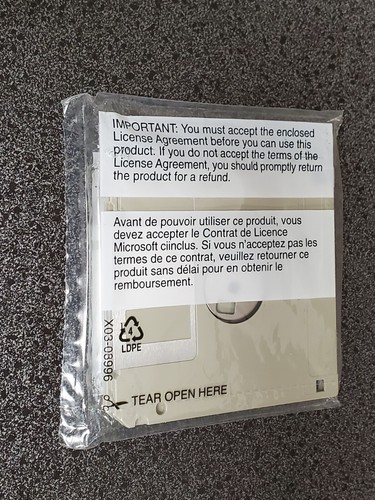 IMPORTANT: You must accept the enclosed
License Agreement before you can use this
product. If you do not accept the terms of the
License Agreement, you should promptly return
the product for a refund.
Avant de pouvoir utiliser ce produit, vous
devez accepter le Contrat de Licence
Microsoft ciinclus. Si vous n'acceptez pas les
termes de ce contrat, veuillez retourner ce
produit sans délai pour en obtenir le
remboursement.
4
LDPE
X03-08996
TEAR OPEN HERE